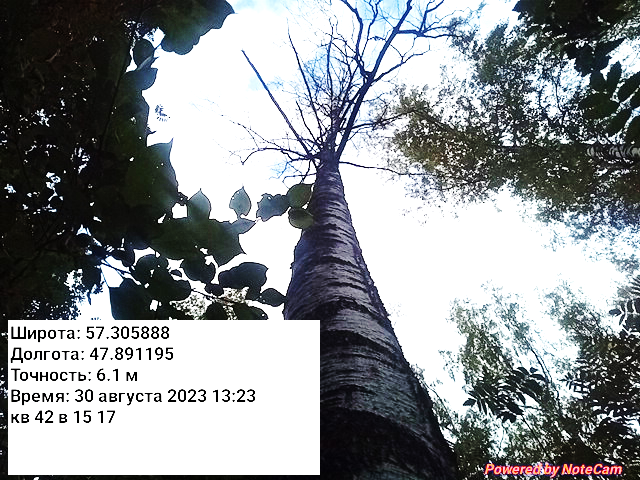 Широта: 57.305888
Долгота: 47.891195
Точность: 6.1 м
Время: 30 августа 2023 13:23
кв 42 в 15 17
Powered by NoteCam